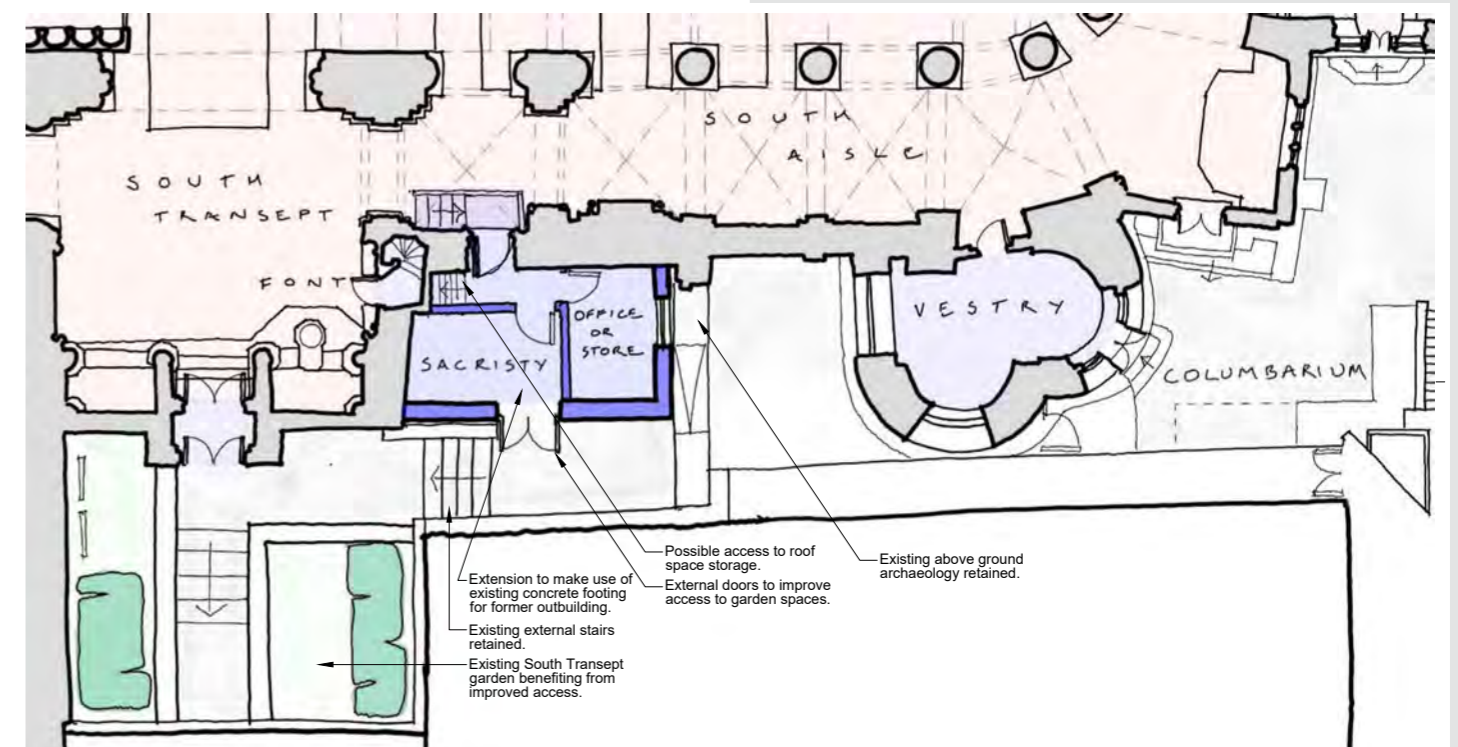 SOUTH
AISLE
SOUTH
TRANSEPT
FONT
OFFICE
OR
STORE
SACRISTY
VESTRY
COLUMBARIUM
Possible access to roof
space storage.
External doors to improve
access to garden spaces.
Existing above ground
archaeology retained.
Extension to make use of
existing concrete footing
for former outbuilding.
Existing external stairs
retained.
Existing South Transept
garden benefiting from
improved access.